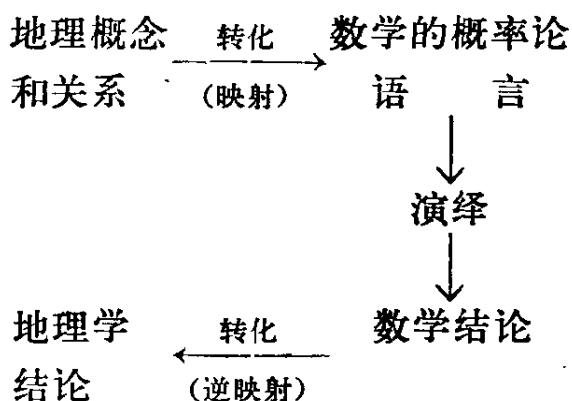 地理概念 转化 数学的概率论
和关系 (映射) 语 言
演绎
地理学 转化 数学结论
结论 (逆映射)